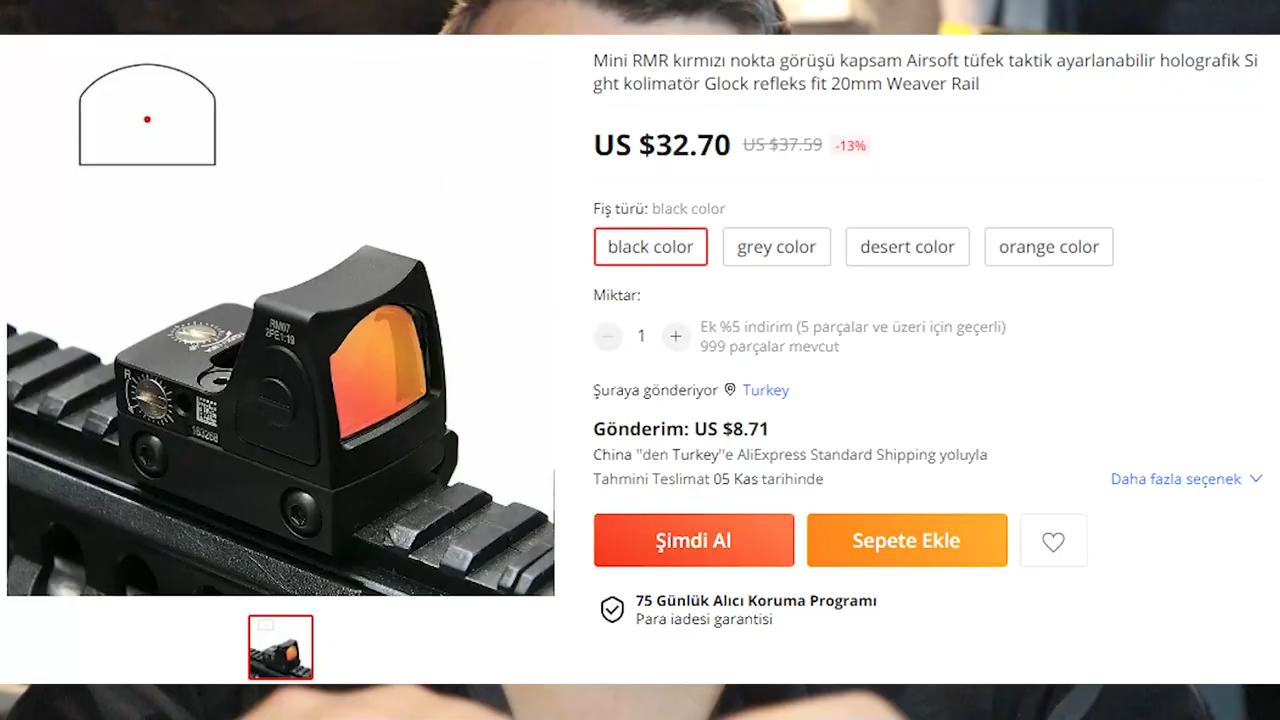 Mini RMR kırmızı nokta görüşü kapsam Airsoft tüfek taktik ayarlanabilir holografik Si
ght kolimatör Glock refleks fit 20mm Weaver Rail
US $32.70 US $37.59 -13%
Fiş türü: black color
black color grey color desert color orange color
Miktar:
1
Ek %5 indirim (5 parçalar ve üzeri için geçerli)
999 parçalar mevcut
Şuraya gönderiyor Turkey
Gönderim: US $8.71
China "den Turkey"e AliExpress Standard Shipping yoluyla
Tahmini Teslimat 05 Kas tarihinde
Daha fazla seçenek
Şimdi Al
Sepete Ekle
75 Günlük Alıcı Koruma Programı
Para iadesi garantisi
RM07
R
L
183268